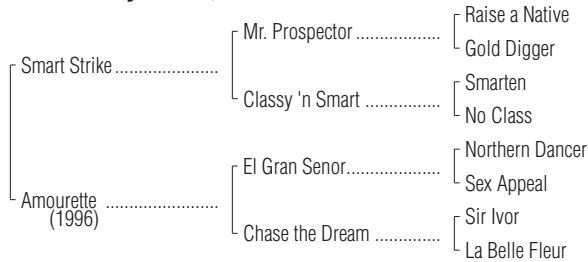 Raise a Native
Mr. Prospector ..................
Gold Digger
Smart Strike ......................
Smarten
Classy 'n Smart ................
No Class
Northern Dancer
El Gran Senor....................
Sex Appeal
Amourette ........................
(1996)
Sir Ivor
Chase the Dream ..............
La Belle Fleur